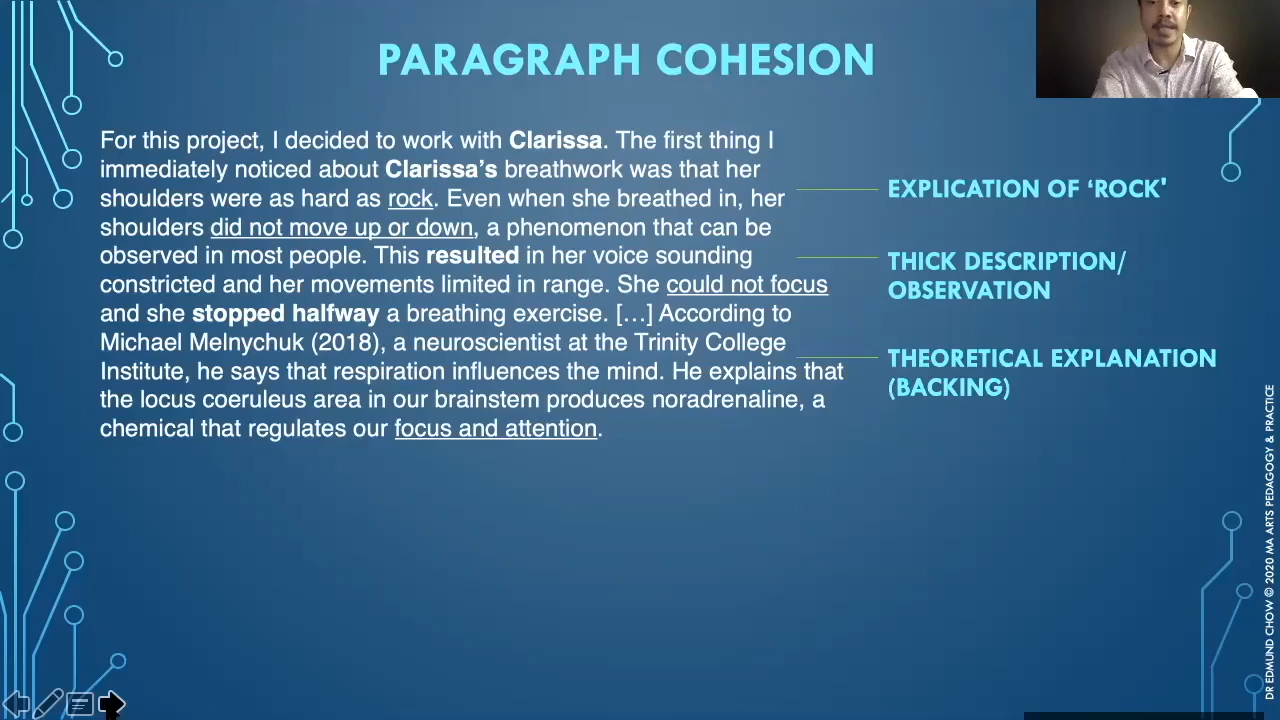 PARAGRAPH COHESION
For this project, I decided to work with Clarissa. The first thing I
immediately noticed about Clarissa's breathwork was that her
shoulders were as hard as rock. Even when she breathed in, her
shoulders did not move up or down, a phenomenon that can be
observed in most people. This resulted in her voice sounding
constricted and her movements limited in range. She could not focus
and she stopped halfway a breathing exercise. […] According to
Michael Melnychuk (2018), a neuroscientist at the Trinity College
Institute, he says that respiration influences the mind. He explains that
the locus coeruleus area in our brainstem produces noradrenaline, a
chemical that regulates our focus and attention.
EXPLICATION OF ‘ROCK'
THICK DESCRIPTION/
OBSERVATION
THEORETICAL EXPLANATION
(BACKING)
DR EDMUND CHOW © 2020 MA ARTS PEDAGOGY & PRACTICE